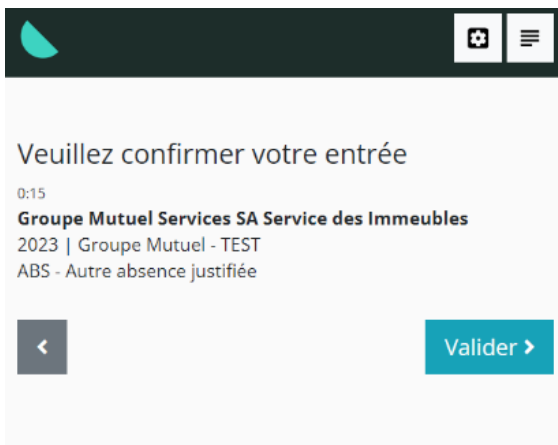 Veuillez confirmer votre entrée
0:15
Groupe Mutuel Services SA Service des Immeubles
2023 | Groupe Mutuel - TEST
ABS - Autre absence justifiée
Valider